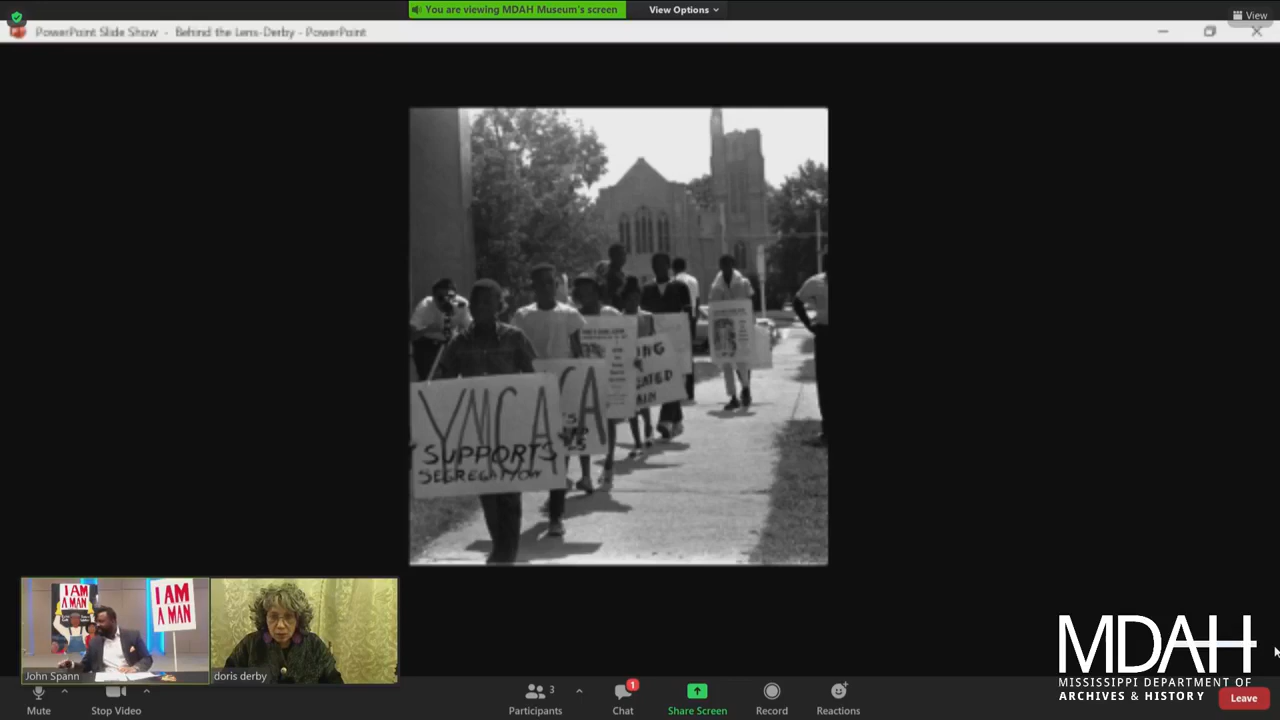 You are viewing MDAH Museum's screen
View Options
View
PowerPoint Slide Show - Behind the Lens-Derby - PowerPoint
YMCA
SUPPORTS
SEGREGATION
CA
I AM
A MAN
I AM
A MAN
John Spann
doris derby
MDAH
MISSISSIPPI DEPARTMENT OF
ARCHIVES & HISTORY
Mute
Stop Video
Participants
3
Chat
1
Share Screen
Record
Reactions
Leave